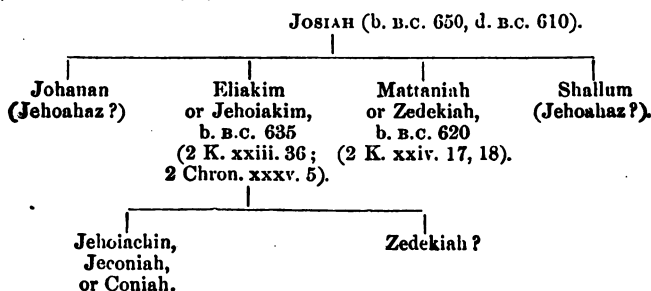 JOSIAH (b. B.C. 650, d. B.C. 610).
Johanan
(Jehoahaz ?)
Eliakim
or Jehoiakim,
b. B.C. 635
(2 K. xxiii. 36 ;
2 Chron. xxxv. 5).
Mattaniah
or Zedekiah,
b. B.C. 620
(2 K. xxiv. 17, 18).
Shallum
(Jehoahaz ?).
Jehoiachin,
Jeconiah,
or Coniah.
Zedekiah ?